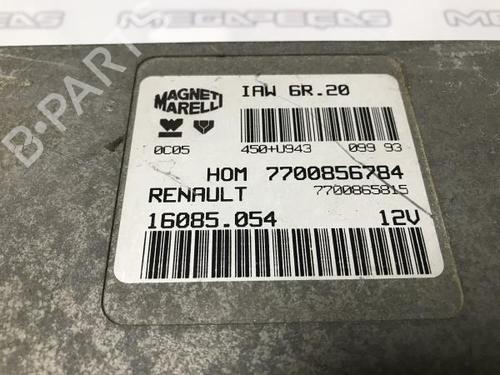 MEGAPEÇAS
MEGAPEÇAS
B-PARTS
MAGNETI MARELLI
IAW 6R.20
0C05 450+U943 099 93
HOM 7700856784
RENAULT 7700865815
16085.054 12V